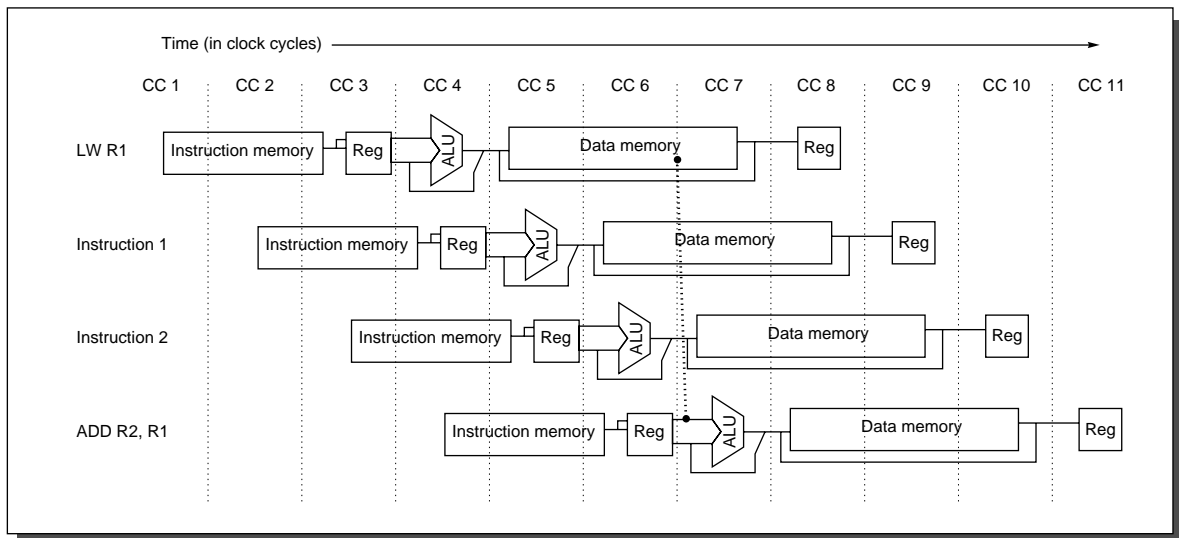 Time (in clock cycles)
CC 1 CC 2 CC 3 CC 4 CC 5 CC 6 CC 7 CC 8 CC 9 CC 10 CC 11
LW R1 Instruction memory Reg ALU Data memory Reg
Instruction 1 Instruction memory Reg ALU Data memory Reg
Instruction 2 Instruction memory Reg ALU Data memory Reg
ADD R2, R1 Instruction memory Reg ALU Data memory Reg